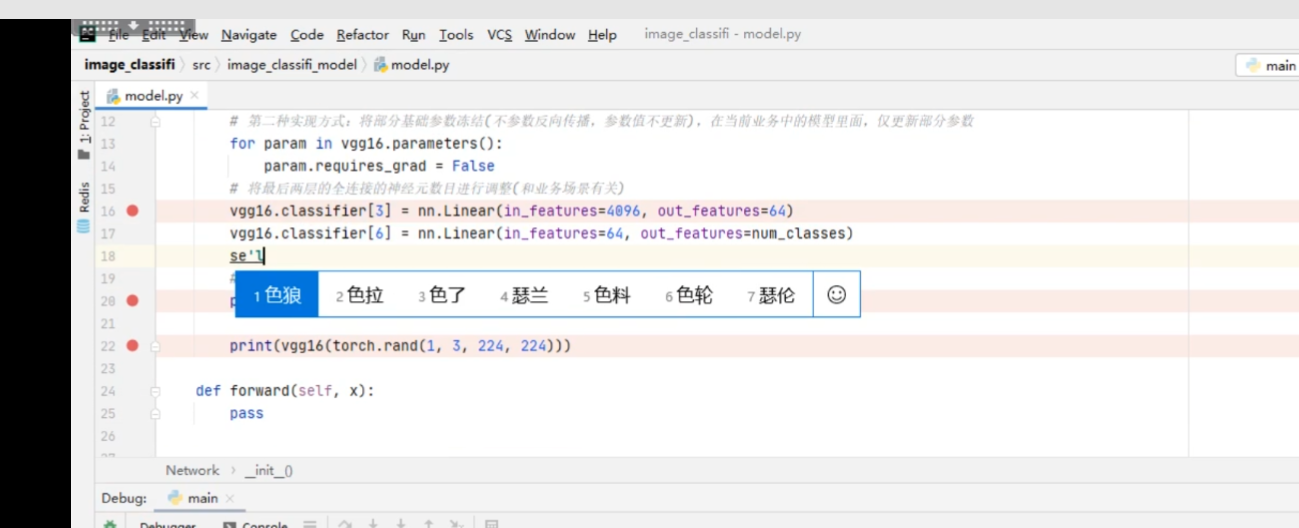 File Edit View Navigate Code Refactor Run Tools VCS Window Help image_classifi - model.py
image_classifi src image_classifi_model model.py main
1: Project
Redis
model.py
12 # 第二种实现方式：将部分基础参数冻结(不参数反向传播，参数值不更新)，在当前业务中的模型里面，仅更新部分参数
13 for param in vgg16.parameters():
14 param.requires_grad = False
15 # 将最后两层的全连接的神经元数目进行调整(和业务场景有关)
16 vgg16.classifier[3] = nn.Linear(in_features=4096, out_features=64)
17 vgg16.classifier[6] = nn.Linear(in_features=64, out_features=num_classes)
18 se'l
19 #
1 色狼 2 色拉 3 色了 4 瑟兰 5 色料 6 色轮 7 瑟伦
20 p
21
22 print(vgg16(torch.rand(1, 3, 224, 224)))
23
24 def forward(self, x):
25 pass
26
Network __init__()
Debug: main
Debugger Console